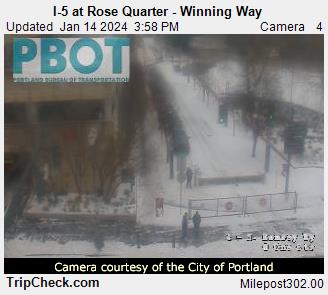 I-5 at Rose Quarter - Winning Way
Updated Jan 14 2024 3:58 PM Camera 4
PBOT
PORTLAND BUREAU OF TRANSPORTATION
Camera courtesy of the City of Portland
TripCheck.com Milepost302.00